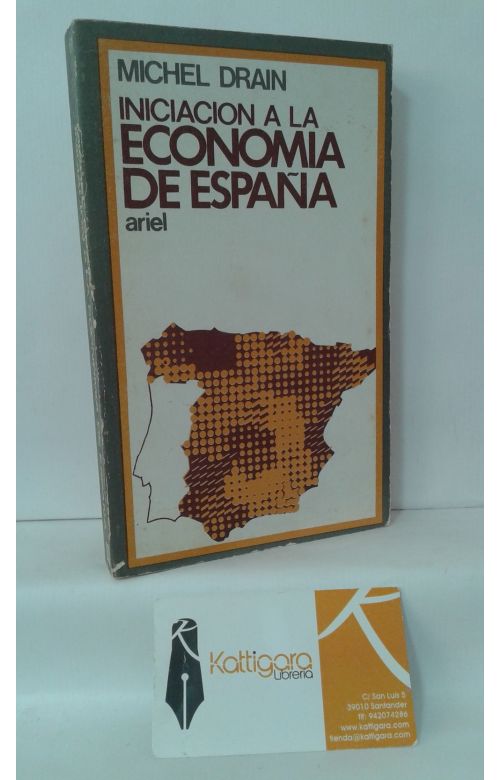 MICHEL DRAIN
INICIACION A LA
ECONOMIA
DE ESPAÑA
ariel
K
Kattigara
Librería
K
C/ San Luis 5
39010 Santander
tlf: 942074286
www.kattigara.com
tienda@kattigara.com